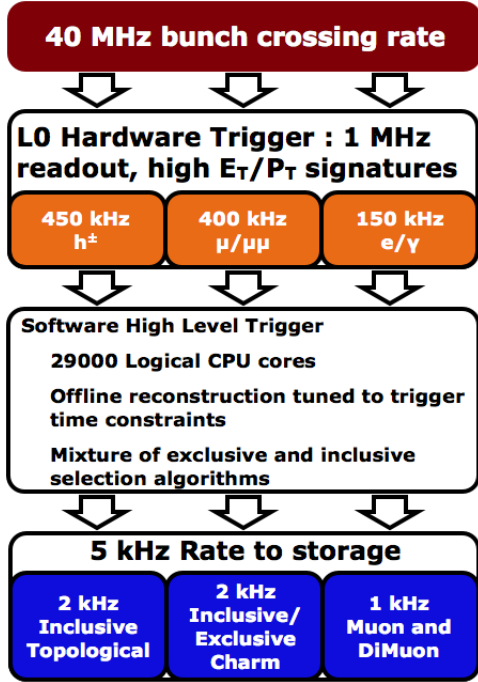 40 MHz bunch crossing rate
L0 Hardware Trigger : 1 MHz
readout, high E_T/P_T signatures
450 kHz
h±
400 kHz
μ/μμ
150 kHz
e/γ
Software High Level Trigger
29000 Logical CPU cores
Offline reconstruction tuned to trigger
time constraints
Mixture of exclusive and inclusive
selection algorithms
5 kHz Rate to storage
2 kHz
Inclusive
Topological
2 kHz
Inclusive/
Exclusive
Charm
1 kHz
Muon and
DiMuon